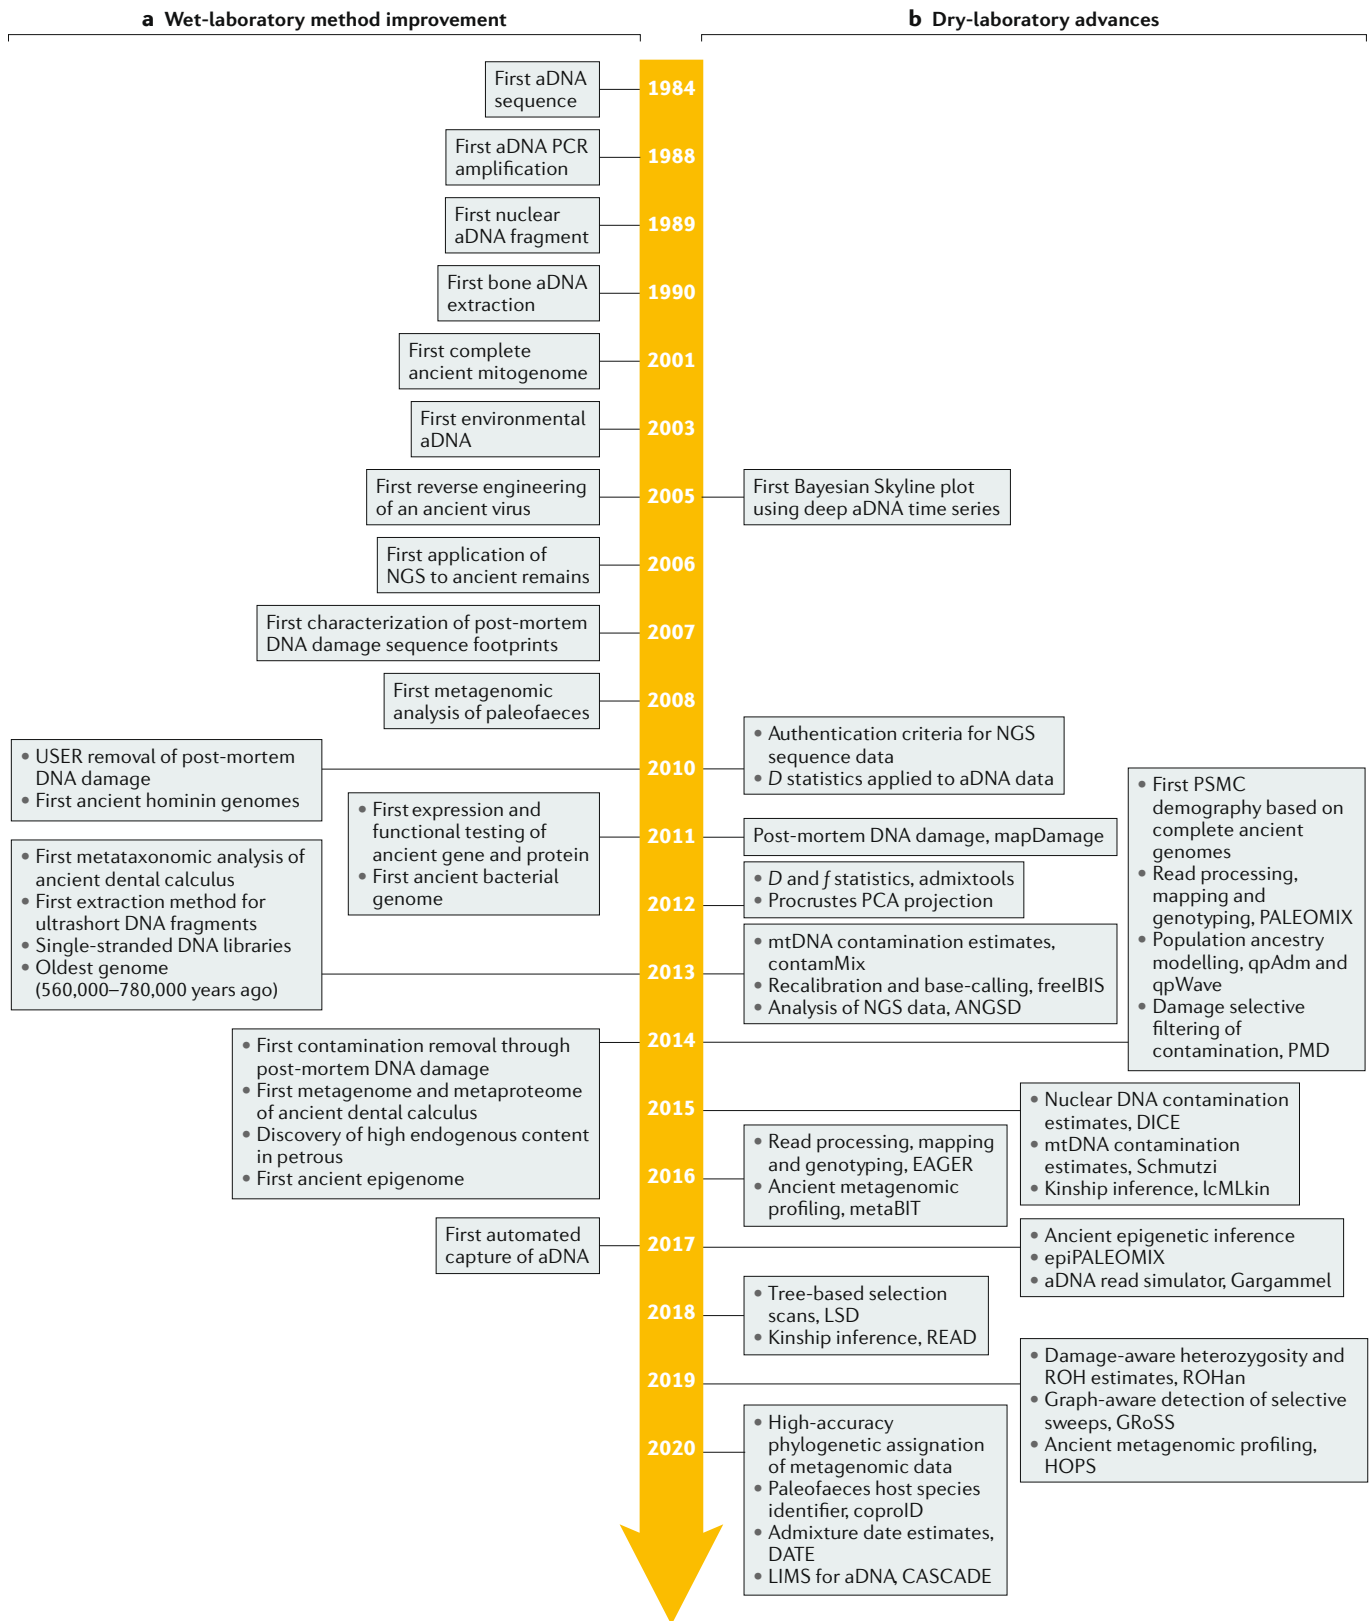 a Wet-laboratory method improvement
b Dry-laboratory advances
First aDNA
sequence
1984
First aDNA PCR
amplification
1988
First nuclear
aDNA fragment
1989
First bone aDNA
extraction
1990
First complete
ancient mitogenome
2001
First environmental
aDNA
2003
First reverse engineering
of an ancient virus
2005
First Bayesian Skyline plot
using deep aDNA time series
First application of
NGS to ancient remains
2006
First characterization of post-mortem
DNA damage sequence footprints
2007
First metagenomic
analysis of paleofaeces
2008
• USER removal of post-mortem
DNA damage
• First ancient hominin genomes
2010
• Authentication criteria for NGS
sequence data
• D statistics applied to aDNA data
• First expression and
functional testing of
ancient gene and protein
• First ancient bacterial
genome
2011
Post-mortem DNA damage, mapDamage
2012
• D and f statistics, admixtools
• Procrustes PCA projection
• First metataxonomic analysis of
ancient dental calculus
• First extraction method for
ultrashort DNA fragments
• Single-stranded DNA libraries
• Oldest genome
(560,000–780,000 years ago)
2013
• mtDNA contamination estimates,
contamMix
• Recalibration and base-calling, freeIBIS
• Analysis of NGS data, ANGSD
• First contamination removal through
post-mortem DNA damage
• First metagenome and metaproteome
of ancient dental calculus
• Discovery of high endogenous content
in petrous
• First ancient epigenome
2014
• First PSMC
demography based on
complete ancient
genomes
• Read processing,
mapping and
genotyping, PALEOMIX
• Population ancestry
modelling, qpAdm and
qpWave
• Damage selective
filtering of
contamination, PMD
2015
• Nuclear DNA contamination
estimates, DICE
• mtDNA contamination
estimates, Schmutzi
• Kinship inference, lcMLkin
2016
• Read processing, mapping
and genotyping, EAGER
• Ancient metagenomic
profiling, metaBIT
First automated
capture of aDNA
2017
• Ancient epigenetic inference
• epiPALEOMIX
• aDNA read simulator, Gargammel
2018
• Tree-based selection
scans, LSD
• Kinship inference, READ
2019
• Damage-aware heterozygosity and
ROH estimates, ROHan
• Graph-aware detection of selective
sweeps, GRoSS
• Ancient metagenomic profiling,
HOPS
2020
• High-accuracy
phylogenetic assignation
of metagenomic data
• Paleofaeces host species
identifier, coproID
• Admixture date estimates,
DATE
• LIMS for aDNA, CASCADE